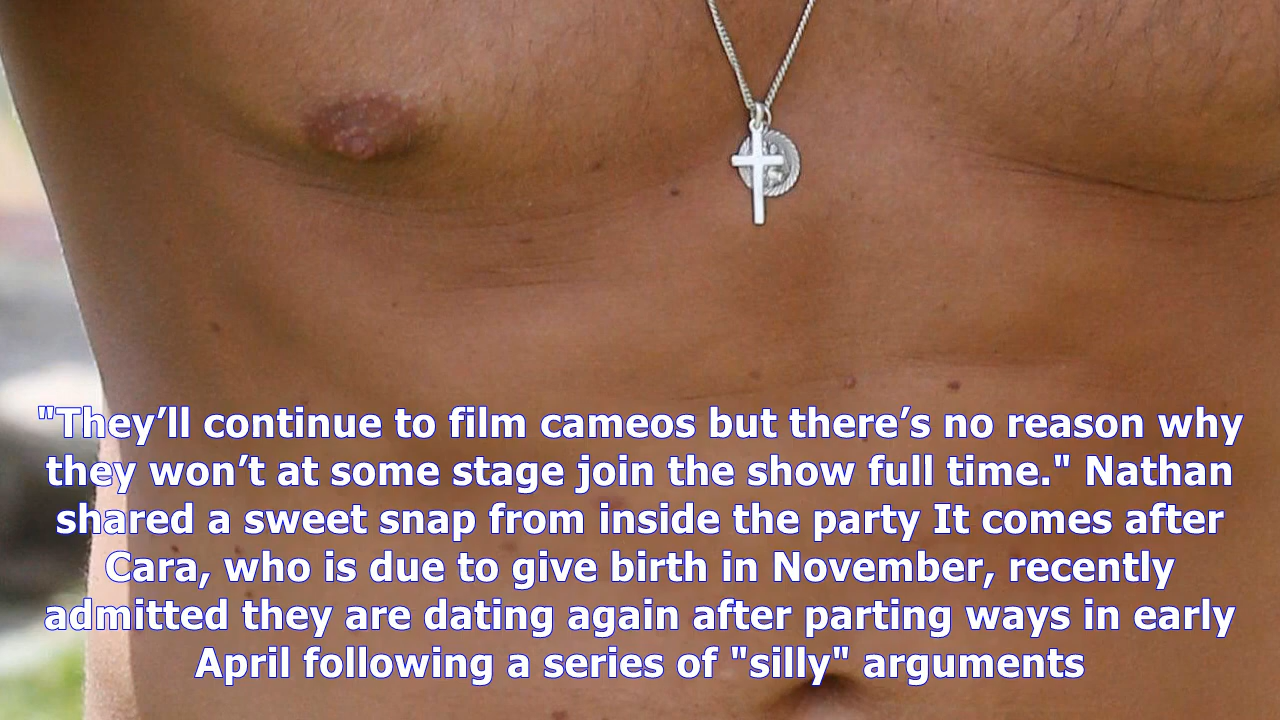 "They’ll continue to film cameos but there’s no reason why
they won’t at some stage join the show full time." Nathan
shared a sweet snap from inside the party It comes after
Cara, who is due to give birth in November, recently
admitted they are dating again after parting ways in early
April following a series of "silly" arguments